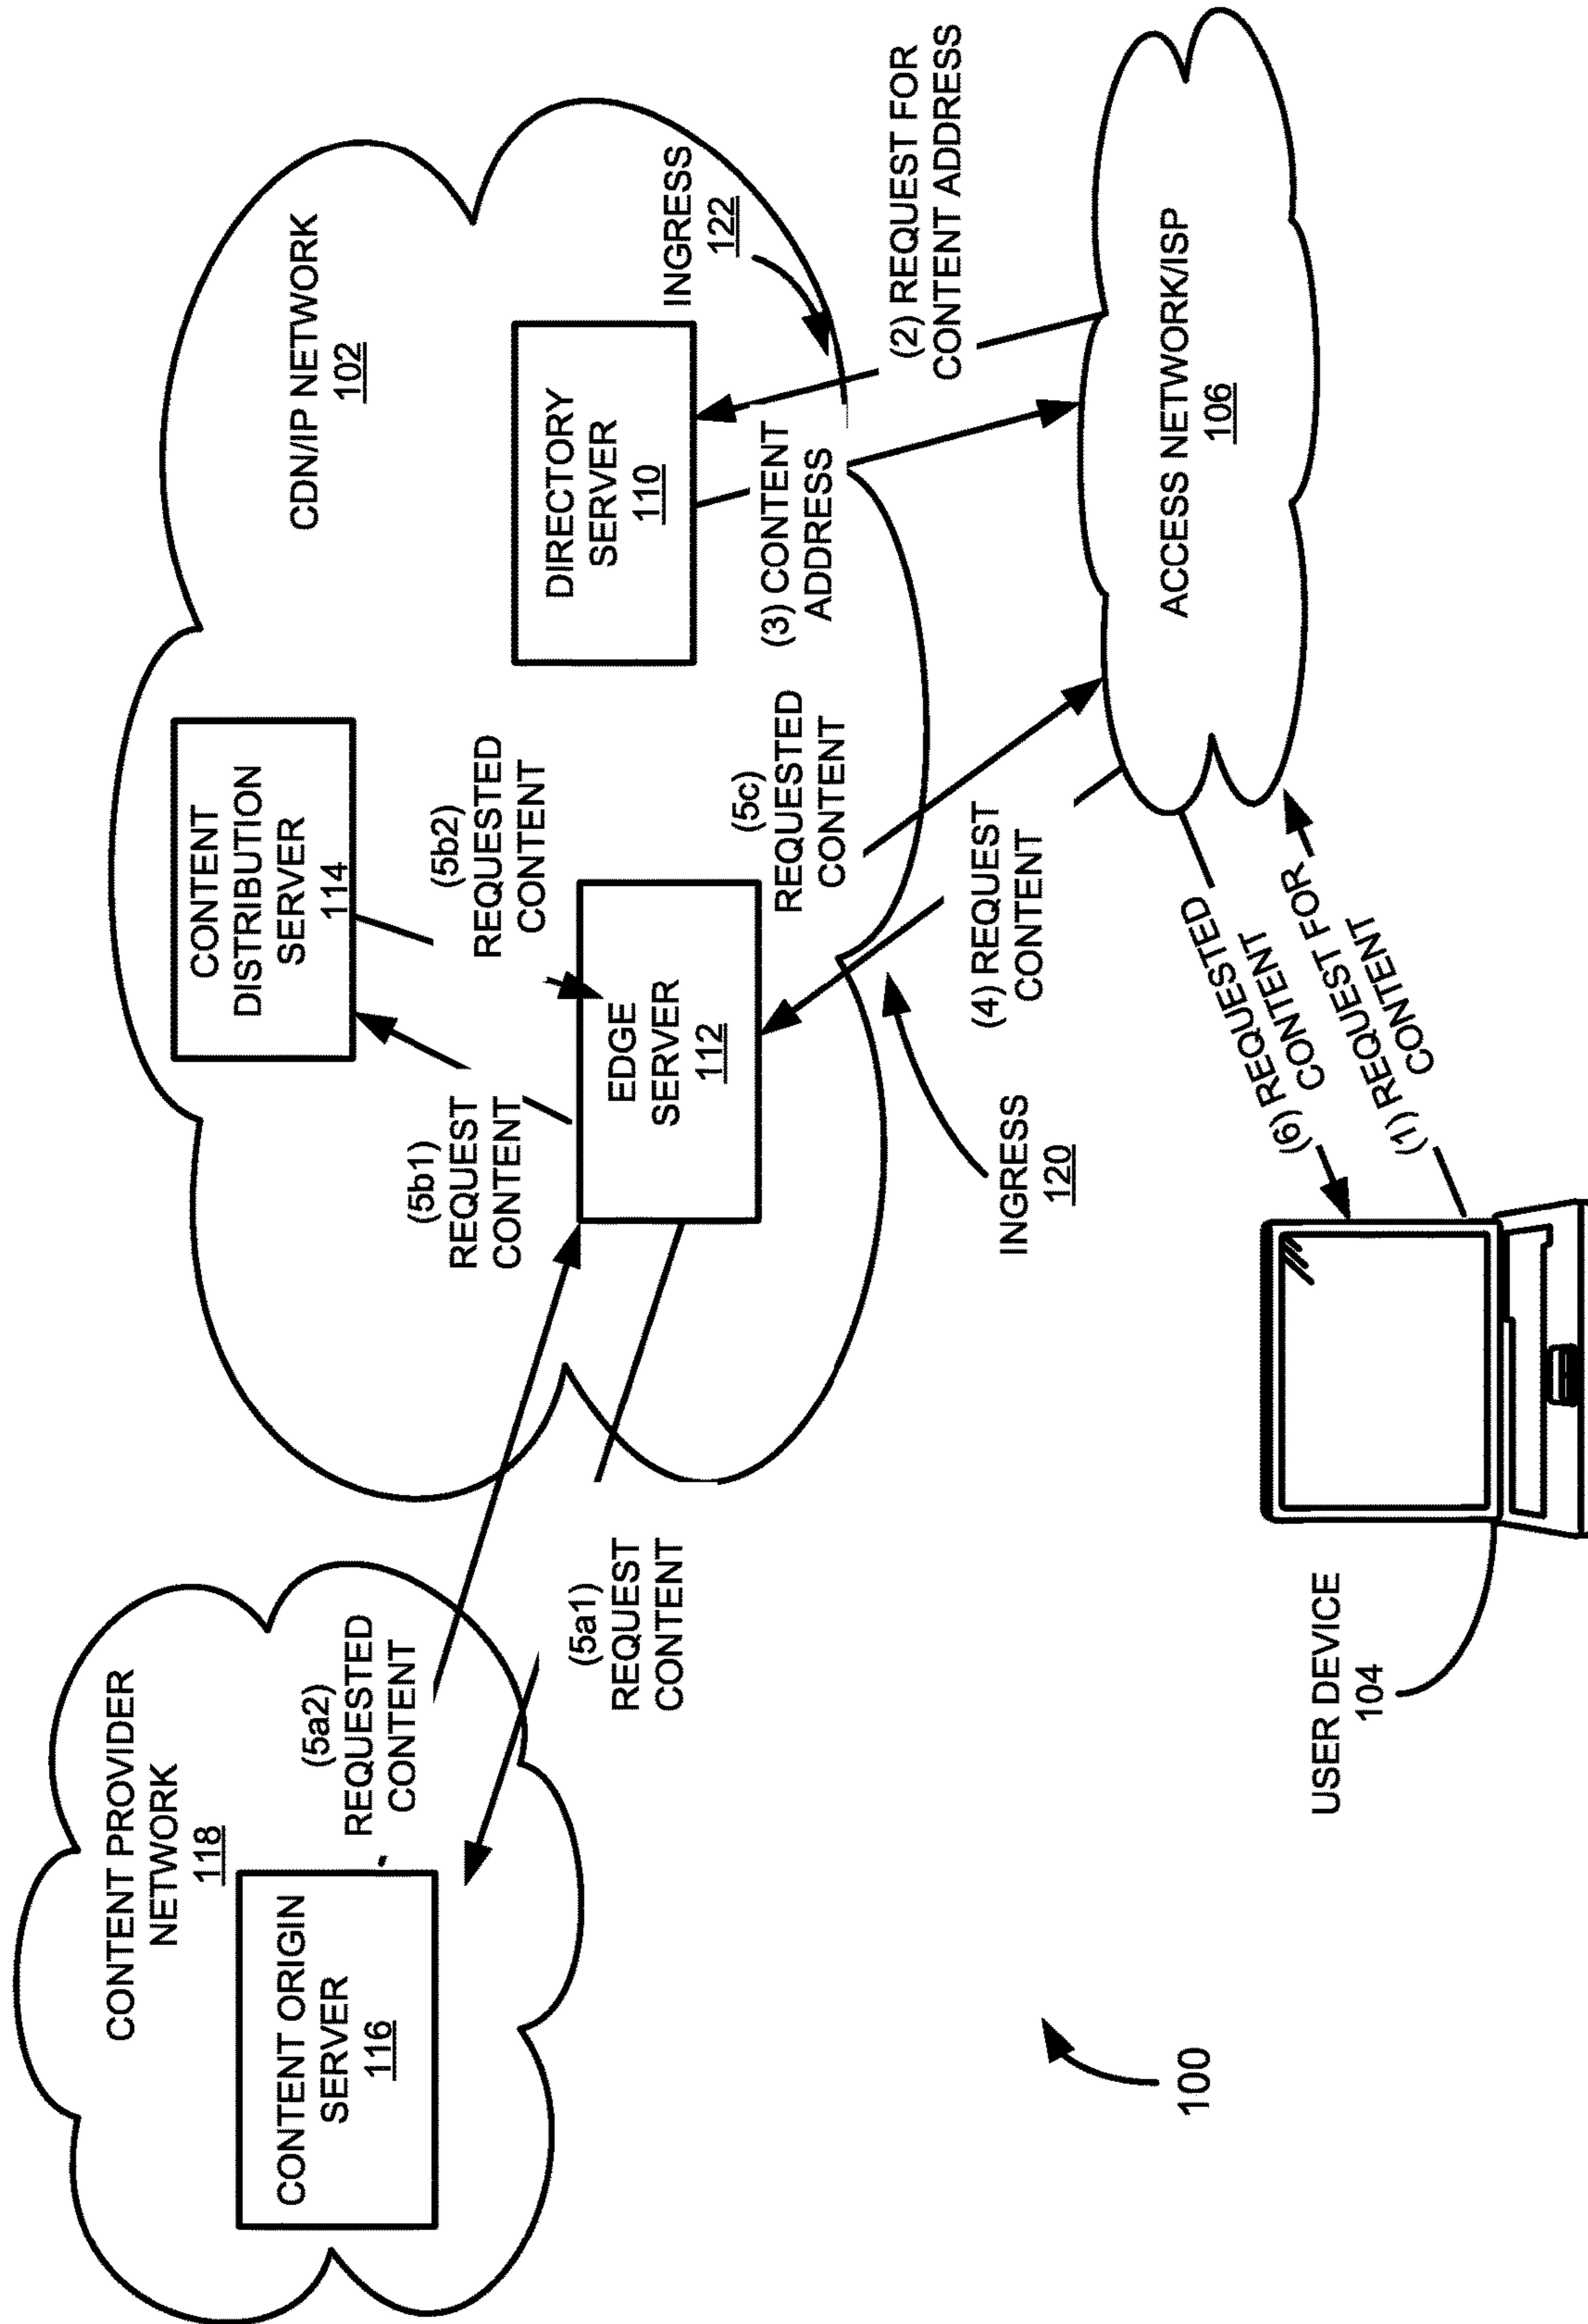 CONTENT PROVIDER
NETWORK
118
CONTENT ORIGIN
SERVER
116
(5a2)
REQUESTED
CONTENT
(5a1)
REQUEST
CONTENT
CDN/IP NETWORK
102
CONTENT
DISTRIBUTION
SERVER
114
(5b1)
REQUEST
CONTENT
(5b2)
REQUESTED
CONTENT
EDGE
SERVER
112
DIRECTORY
SERVER
110
INGRESS
122
(3) CONTENT
ADDRESS
(2) REQUEST FOR
CONTENT ADDRESS
(5c)
REQUESTED
CONTENT
(4) REQUEST
CONTENT
INGRESS
120
ACCESS NETWORK/ISP
106
(6) REQUESTED
CONTENT
(1) REQUEST FOR
CONTENT
USER DEVICE
104
100